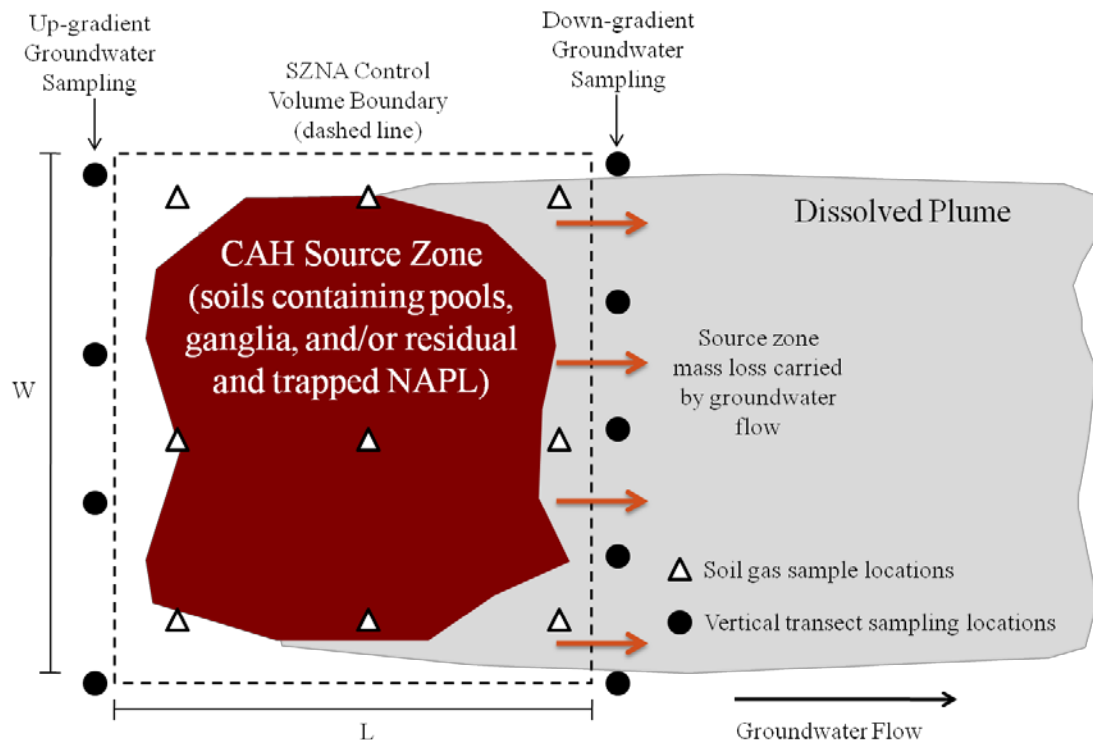 Up-gradient
Groundwater
Sampling
SZNA Control
Volume Boundary
(dashed line)
Down-gradient
Groundwater
Sampling
W
CAH Source Zone
(soils containing pools,
ganglia, and/or residual
and trapped NAPL)
Dissolved Plume
Source zone
mass loss carried
by groundwater
flow
Soil gas sample locations
Vertical transect sampling locations
L
Groundwater Flow